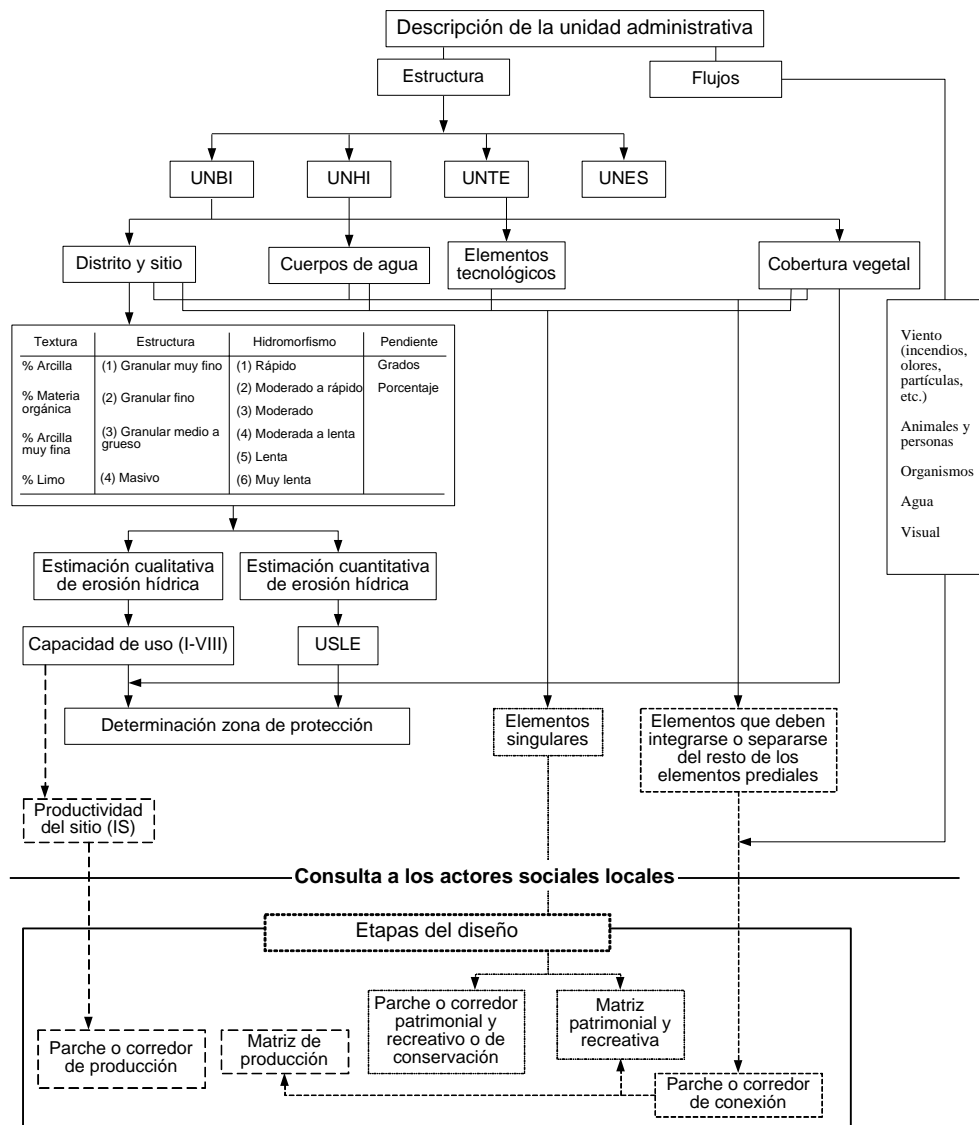 Descripción de la unidad administrativa
Estructura
Flujos
UNBI
UNHI
UNTE
UNES
Distrito y sitio
Cuerpos de agua
Elementos
tecnológicos
Cobertura vegetal
Textura
% Arcilla
% Materia
orgánica
% Arcilla
muy fina
% Limo
Estructura
(1) Granular muy fino
(2) Granular fino
(3) Granular medio a
grueso
(4) Masivo
Hidromorfismo
(1) Rápido
(2) Moderado a rápido
(3) Moderado
(4) Moderada a lenta
(5) Lenta
(6) Muy lenta
Pendiente
Grados
Porcentaje
Viento
(incendios,
olores,
partículas,
etc.)
Animales y
personas
Organismos
Agua
Visual
Estimación cualitativa
de erosión hídrica
Estimación cuantitativa
de erosión hídrica
Capacidad de uso (I-VIII)
USLE
Determinación zona de protección
Elementos
singulares
Elementos que deben
integrarse o separarse
del resto de los
elementos prediales
Productividad
del sitio (IS)
Consulta a los actores sociales locales
Etapas del diseño
Parche o corredor
de producción
Matriz de
producción
Parche o corredor
patrimonial y
recreativo o de
conservación
Matriz
patrimonial y
recreativa
Parche o corredor
de conexión